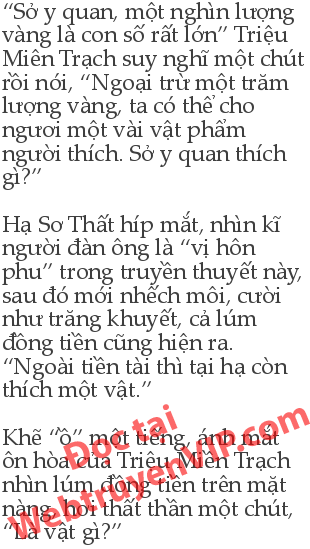 “Sở y quan, một nghìn lượng
vàng là con số rất lớn” Triệu
Miên Trạch suy nghĩ một chút
rồi nói, “Ngoại trừ một trăm
lượng vàng, ta có thể cho
ngươi một vài vật phẩm
người thích. Sở y quan thích
gì?”
Hạ Sơ Thất híp mắt, nhìn kĩ
người đàn ông là “vị hôn
phu” trong truyền thuyết này,
sau đó mới nhếch môi, cười
như trăng khuyết, cả lúm
đồng tiền cũng hiện ra.
“Ngoài tiền tài thì tại hạ còn
thích một vật.”
Khẽ “ồ” một tiếng, ánh mắt
ôn hòa của Triệu Miên Trạch
nhìn lúm đồng tiền trên mặt
nàng, hơi thất thần một chút,
“Là vật gì?”
Đọc tại
WebtruyenVIP.com